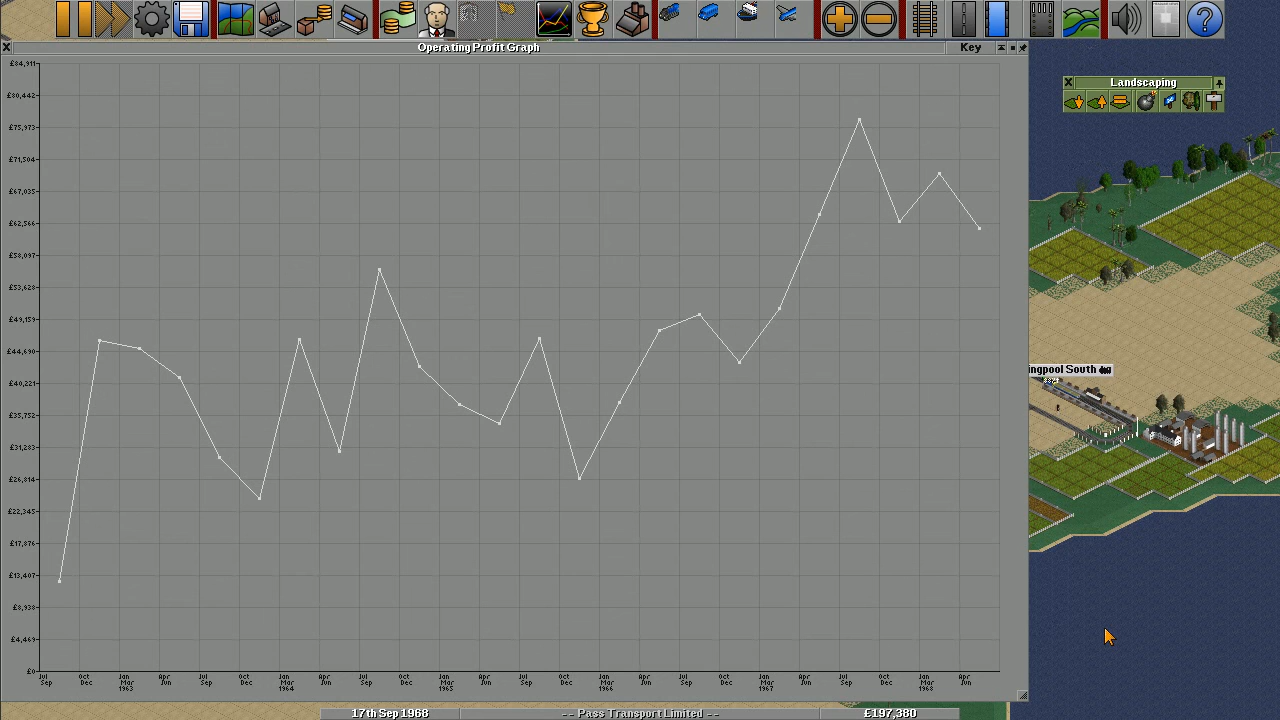 Operating Profit Graph
Key
Landscaping
£84,911
£80,442
£75,973
£71,504
£67,035
£62,566
£58,097
£53,628
£49,159
£44,690
£40,221
£35,752
£31,283
£26,814
£22,345
£17,876
£13,407
£8,938
£4,469
£0
ingpool South
Jul Oct Jan Apr Jul Oct Jan Apr Jul Oct Jan Apr Jul Oct Jan Apr Jul Oct Jan Apr Jul Oct Jan Apr
Sep Dec Mar Jun Sep Dec Mar Jun Sep Dec Mar Jun Sep Dec Mar Jun Sep Dec Mar Jun Sep Dec Mar Jun
1963 1964 1965 1966 1967 1968
17th Sep 1968
-- Pass Transport Limited --
£197,380